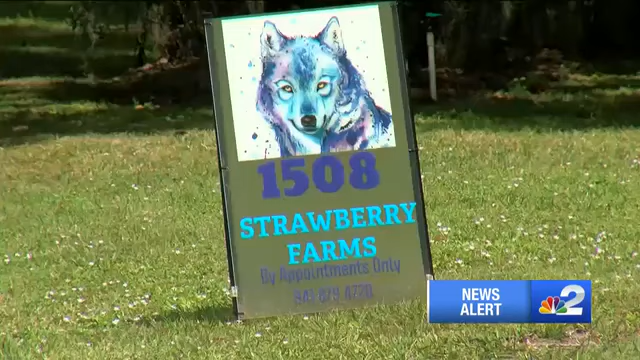 1508
STRAWBERRY
FARMS
By Appointments Only
NEWS
ALERT
2